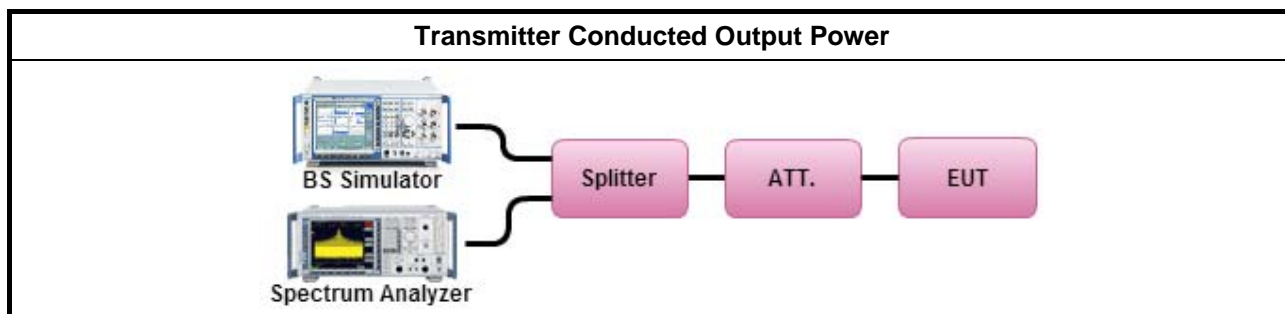 Transmitter Conducted Output Power
BS Simulator
Splitter
ATT.
EUT
Spectrum Analyzer